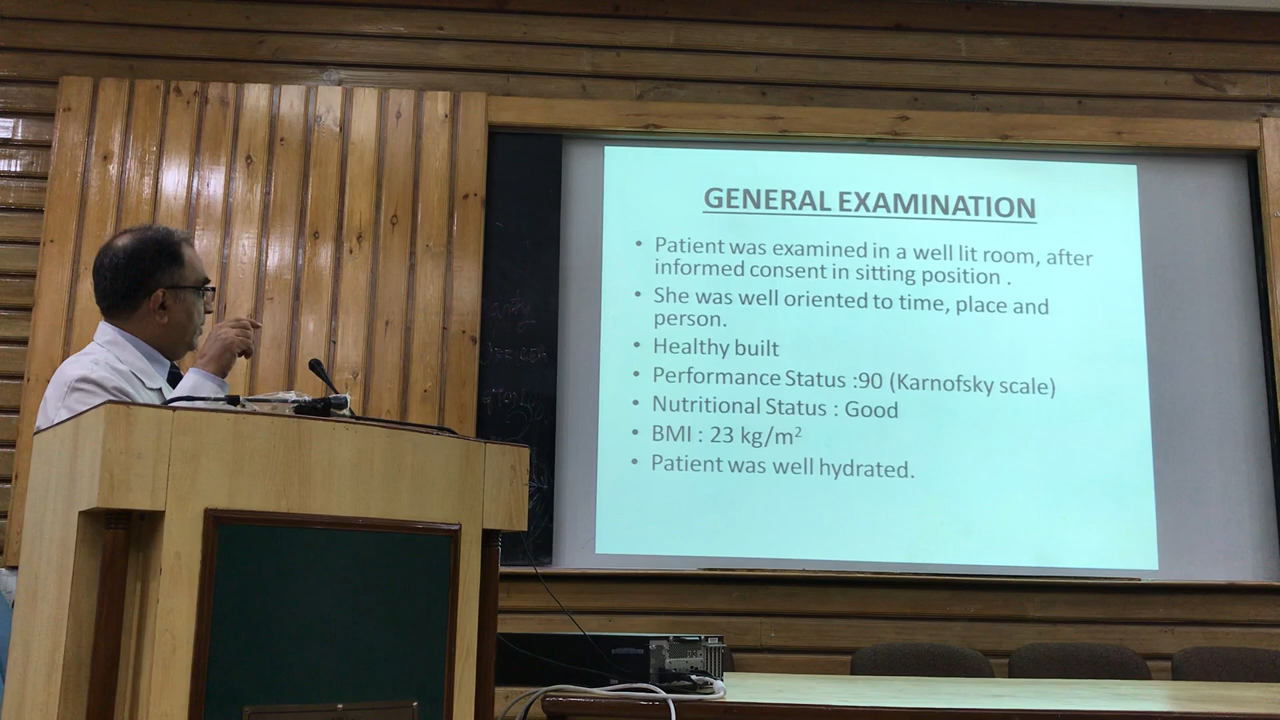 GENERAL EXAMINATION
• Patient was examined in a well lit room, after
informed consent in sitting position .
• She was well oriented to time, place and
person.
• Healthy built
• Performance Status :90 (Karnofsky scale)
• Nutritional Status : Good
• BMI : 23 kg/m²
• Patient was well hydrated.